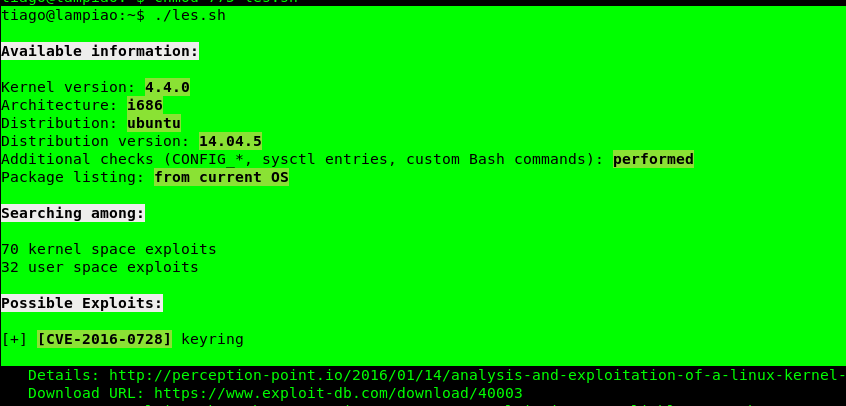 tiago@lampiao:~$ ./les.sh
Available information:
Kernel version: 4.4.0
Architecture: i686
Distribution: ubuntu
Distribution version: 14.04.5
Additional checks (CONFIG_*, sysctl entries, custom Bash commands): performed
Package listing: from current OS
Searching among:
70 kernel space exploits
32 user space exploits
Possible Exploits:
[+] [CVE-2016-0728] keyring
Details: http://perception-point.io/2016/01/14/analysis-and-exploitation-of-a-linux-kernel-
Download URL: https://www.exploit-db.com/download/40003